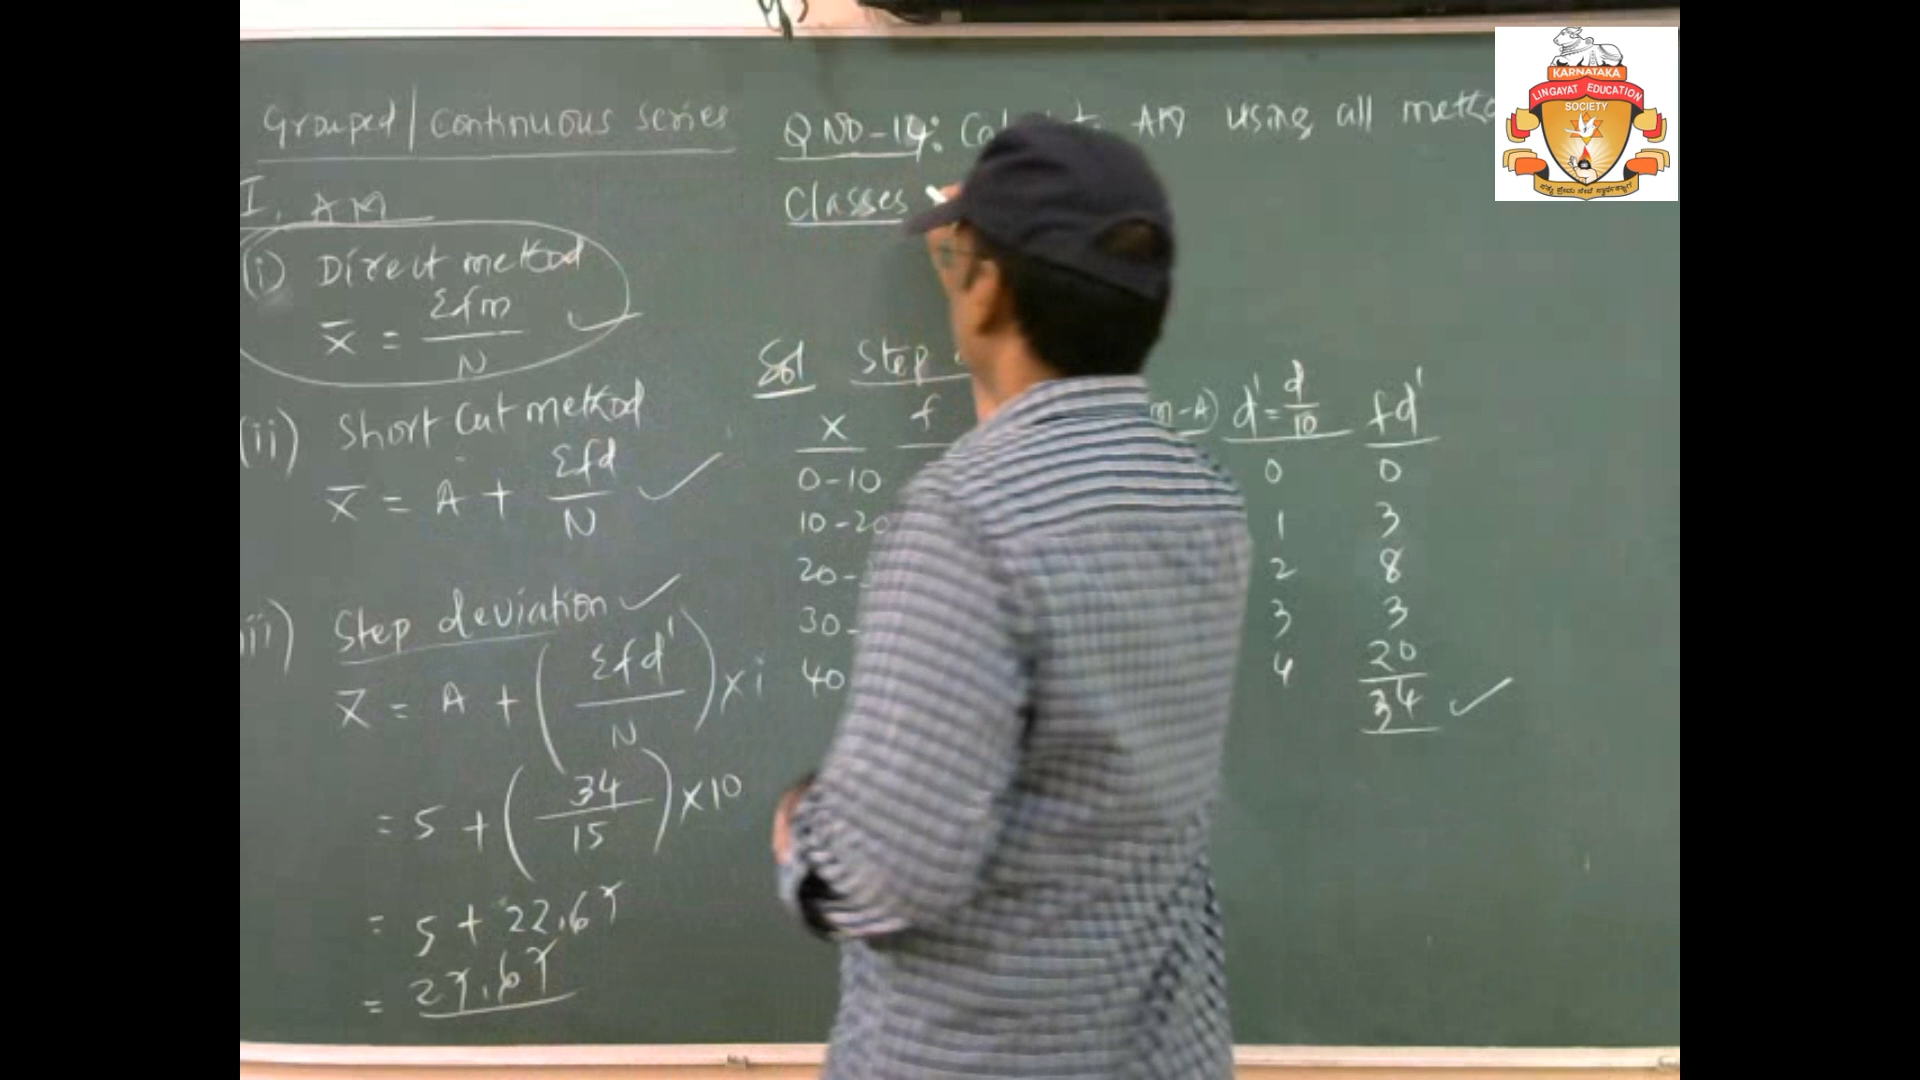 Grouped/Continuous series
I. AM
(i) Direct method
x̄ = Σfm / N
(ii) Short Cut method
x̄ = A + Σfd / N
iii) Step deviation
x̄ = A + (Σfd' / N) × i
= 5 + (34 / 15) × 10
= 5 + 22.67
= 27.67
Q NO-14: AM using all
Classes
Sol Step
x f m-A) d' = d/10 fd'
0-10 0 0
10-20 1 3
20- 2 8
30- 3 3
40 4 20
34
KARNATAKA
LINGAYAT EDUCATION
SOCIETY